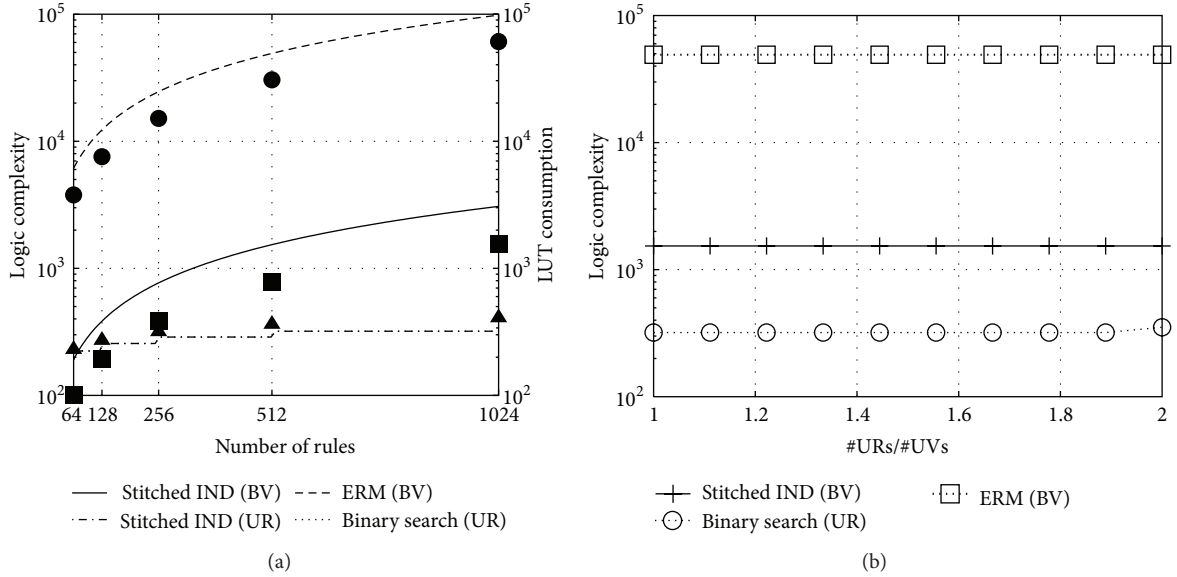 10^5
10^4
10^3
10^2
Logic complexity
64 128 256 512 1024
Number of rules
10^5
10^4
10^3
10^2
LUT consumption
Stitched IND (BV)
ERM (BV)
Stitched IND (UR)
Binary search (UR)
(a)
10^5
10^4
10^3
10^2
Logic complexity
1 1.2 1.4 1.6 1.8 2
#URs/#UVs
Stitched IND (BV)
ERM (BV)
Binary search (UR)
(b)